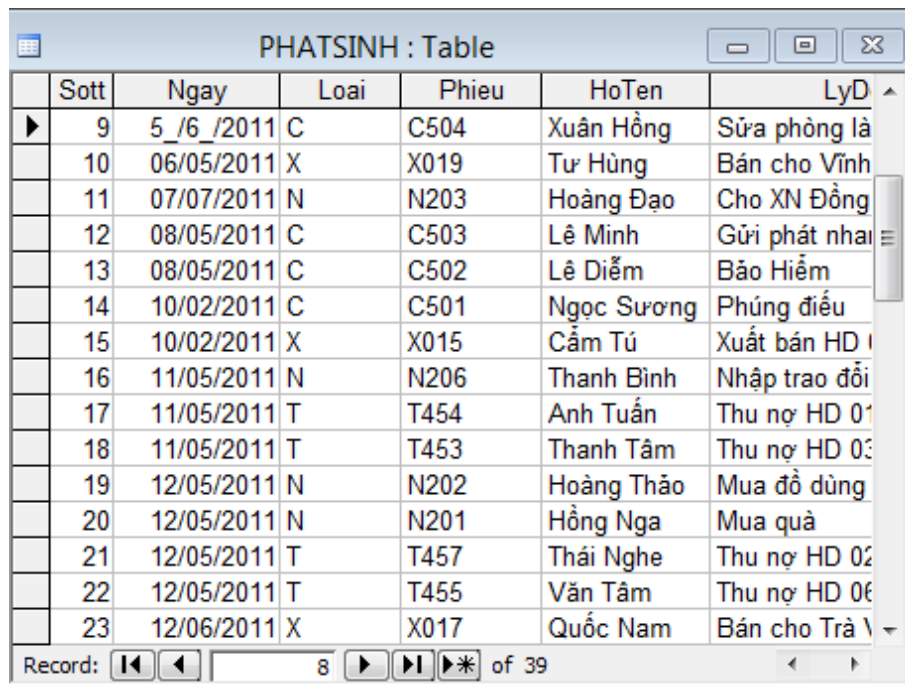 PHATSINH : Table
Sott Ngay Loai Phieu HoTen LyD
9 5_/6_/2011 C C504 Xuân Hồng Sửa phòng là
10 06/05/2011 X X019 Tư Hùng Bán cho Vĩnh
11 07/07/2011 N N203 Hoàng Đạo Cho XN Đồng
12 08/05/2011 C C503 Lê Minh Gửi phát nhan
13 08/05/2011 C C502 Lê Diễm Bảo Hiểm
14 10/02/2011 C C501 Ngọc Sương Phúng điếu
15 10/02/2011 X X015 Cẩm Tú Xuất bán HD
16 11/05/2011 N N206 Thanh Bình Nhập trao đổi
17 11/05/2011 T T454 Anh Tuấn Thu nợ HD 01
18 11/05/2011 T T453 Thanh Tâm Thu nợ HD 03
19 12/05/2011 N N202 Hoàng Thảo Mua đồ dùng
20 12/05/2011 N N201 Hồng Nga Mua quà
21 12/05/2011 T T457 Thái Nghe Thu nợ HD 02
22 12/05/2011 T T455 Văn Tâm Thu nợ HD 06
23 12/06/2011 X X017 Quốc Nam Bán cho Trà V
Record: 8 of 39